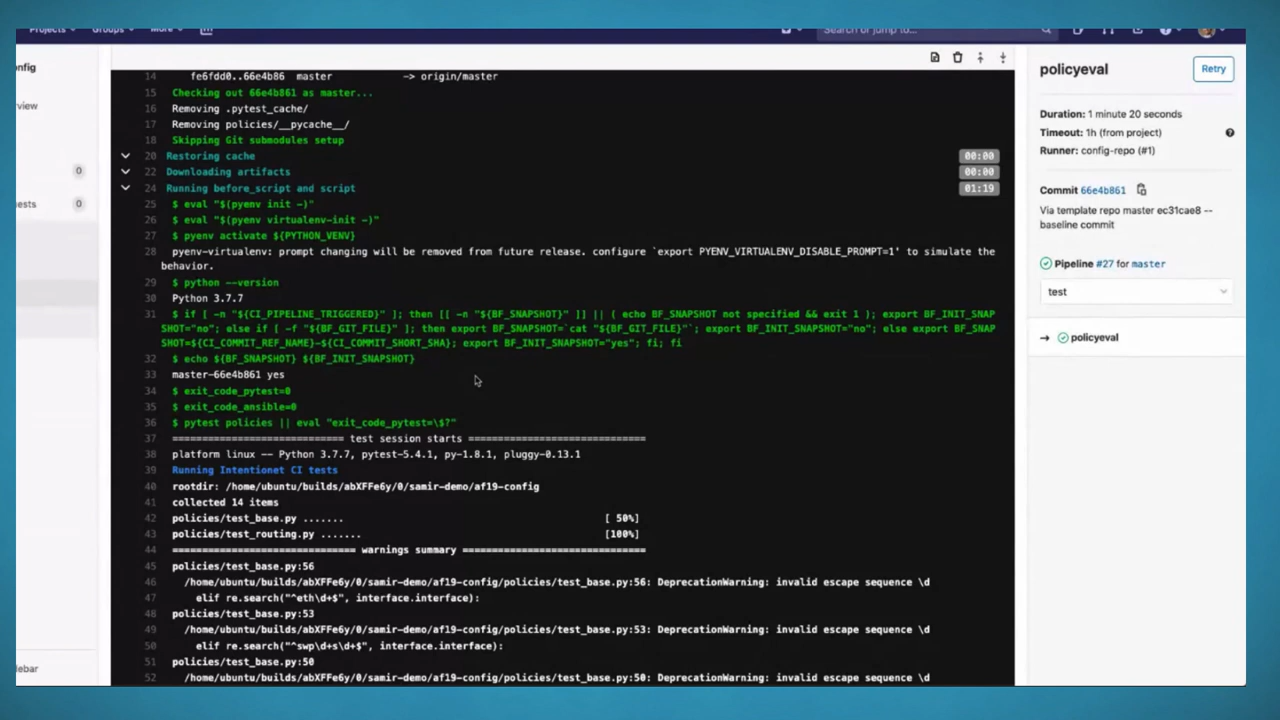 Projects Groups More Search or jump to...
nfig
rview
0
ests 0
debar
14 fe6fdd0..66e4b86 master -> origin/master
15 Checking out 66e4b861 as master...
16 Removing .pytest_cache/
17 Removing policies/__pycache__/
18 Skipping Git submodules setup
20 Restoring cache 00:00
22 Downloading artifacts 00:00
24 Running before_script and script 01:19
25 $ eval "$(pyenv init -)"
26 $ eval "$(pyenv virtualenv-init -)"
27 $ pyenv activate ${PYTHON_VENV}
28 pyenv-virtualenv: prompt changing will be removed from future release. configure `export PYENV_VIRTUALENV_DISABLE_PROMPT=1' to simulate the
behavior.
29 $ python --version
30 Python 3.7.7
31 $ if [ -n "${CI_PIPELINE_TRIGGERED}" ]; then [[ -n "${BF_SNAPSHOT}" ]] || ( echo BF_SNAPSHOT not specified && exit 1 ); export BF_INIT_SNAP
SHOT="no"; else if [ -f "${BF_GIT_FILE}" ]; then export BF_SNAPSHOT=`cat "${BF_GIT_FILE}"`; export BF_INIT_SNAPSHOT="no"; else export BF_SNAP
SHOT=${CI_COMMIT_REF_NAME}-${CI_COMMIT_SHORT_SHA}; export BF_INIT_SNAPSHOT="yes"; fi; fi
32 $ echo ${BF_SNAPSHOT} ${BF_INIT_SNAPSHOT}
33 master-66e4b861 yes
34 $ exit_code_pytest=0
35 $ exit_code_ansible=0
36 $ pytest policies || eval "exit_code_pytest=\$?"
37 ============================= test session starts ==============================
38 platform linux -- Python 3.7.7, pytest-5.4.1, py-1.8.1, pluggy-0.13.1
39 Running Intentionet CI tests
40 rootdir: /home/ubuntu/builds/abXFFe6y/0/samir-demo/af19-config
41 collected 14 items
42 policies/test_base.py ....... [ 50%]
43 policies/test_routing.py ....... [100%]
44 =============================== warnings summary ===============================
45 policies/test_base.py:56
46 /home/ubuntu/builds/abXFFe6y/0/samir-demo/af19-config/policies/test_base.py:56: DeprecationWarning: invalid escape sequence \d
47 elif re.search("^eth\d+$", interface.interface):
48 policies/test_base.py:53
49 /home/ubuntu/builds/abXFFe6y/0/samir-demo/af19-config/policies/test_base.py:53: DeprecationWarning: invalid escape sequence \d
50 elif re.search("^swp\d+s\d+$", interface.interface):
51 policies/test_base.py:50
52 /home/ubuntu/builds/abXFFe6y/0/samir-demo/af19-config/policies/test_base.py:50: DeprecationWarning: invalid escape sequence \d
policyeval Retry
Duration: 1 minute 20 seconds
Timeout: 1h (from project)
Runner: config-repo (#1)
Commit 66e4b861
Via template repo master ec31cae8 --
baseline commit
Pipeline #27 for master
test
→ policyeval